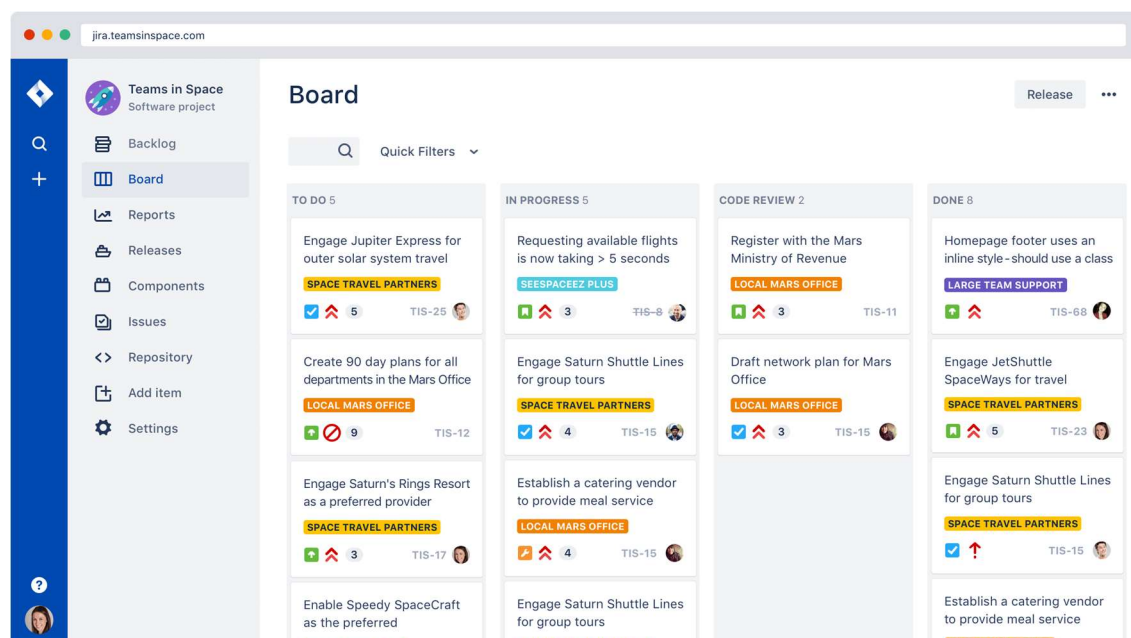 jira.teamsinspace.com
Teams in Space
Software project
Backlog
Board
Reports
Releases
Components
Issues
Repository
Add item
Settings
?
Board
Release
Quick Filters
TO DO 5
Engage Jupiter Express for
outer solar system travel
SPACE TRAVEL PARTNERS
5 TIS-25
Create 90 day plans for all
departments in the Mars Office
LOCAL MARS OFFICE
9 TIS-12
Engage Saturn's Rings Resort
as a preferred provider
SPACE TRAVEL PARTNERS
3 TIS-17
Enable Speedy SpaceCraft
as the preferred
IN PROGRESS 5
Requesting available flights
is now taking > 5 seconds
SEESPACEEZ PLUS
3 TIS-8
Engage Saturn Shuttle Lines
for group tours
SPACE TRAVEL PARTNERS
4 TIS-15
Establish a catering vendor
to provide meal service
LOCAL MARS OFFICE
4 TIS-15
Engage Saturn Shuttle Lines
for group tours
CODE REVIEW 2
Register with the Mars
Ministry of Revenue
LOCAL MARS OFFICE
3 TIS-11
Draft network plan for Mars
Office
LOCAL MARS OFFICE
3 TIS-15
DONE 8
Homepage footer uses an
inline style-should use a class
LARGE TEAM SUPPORT
TIS-68
Engage JetShuttle
SpaceWays for travel
SPACE TRAVEL PARTNERS
5 TIS-23
Engage Saturn Shuttle Lines
for group tours
SPACE TRAVEL PARTNERS
TIS-15
Establish a catering vendor
to provide meal service